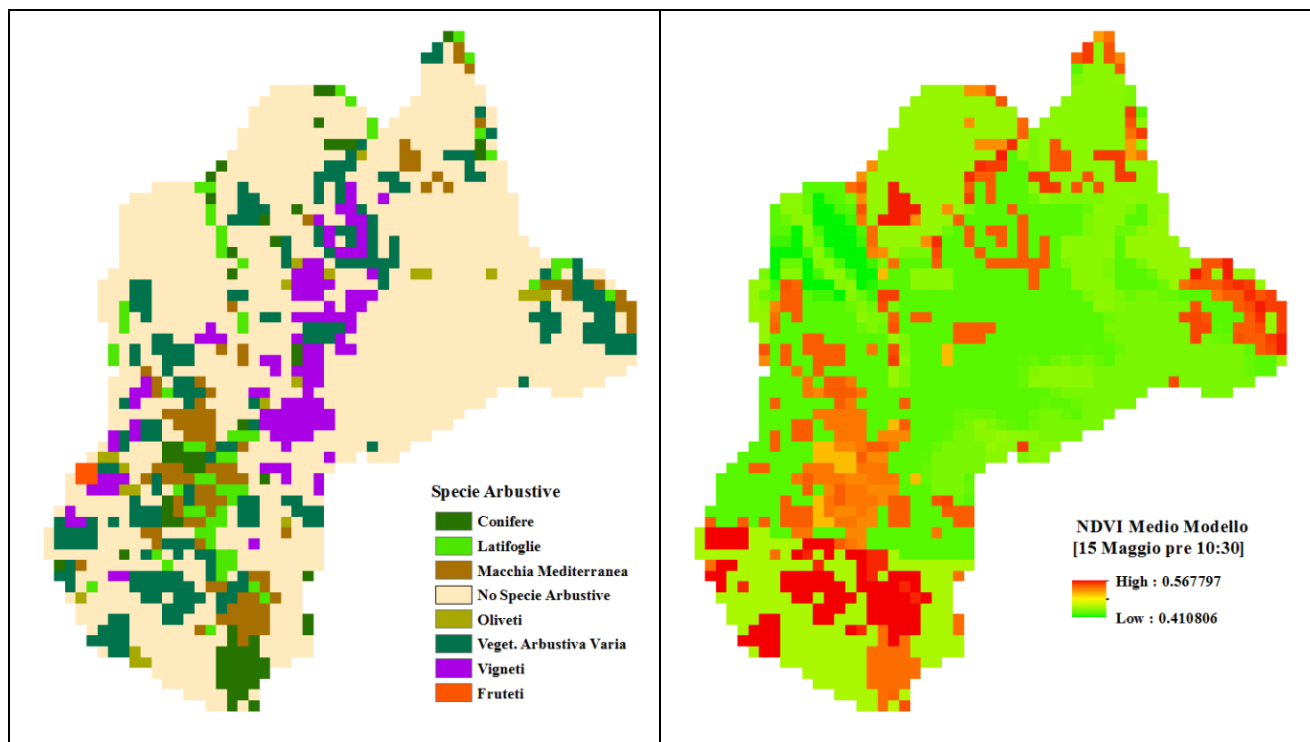 Specie Arbustive
Conifere
Latifoglie
Macchia Mediterranea
No Specie Arbustive
Oliveti
Veget. Arbustiva Varia
Vigneti
Fruteti
NDVI Medio Modello
[15 Maggio pre 10:30]
High : 0.567797
Low : 0.410806